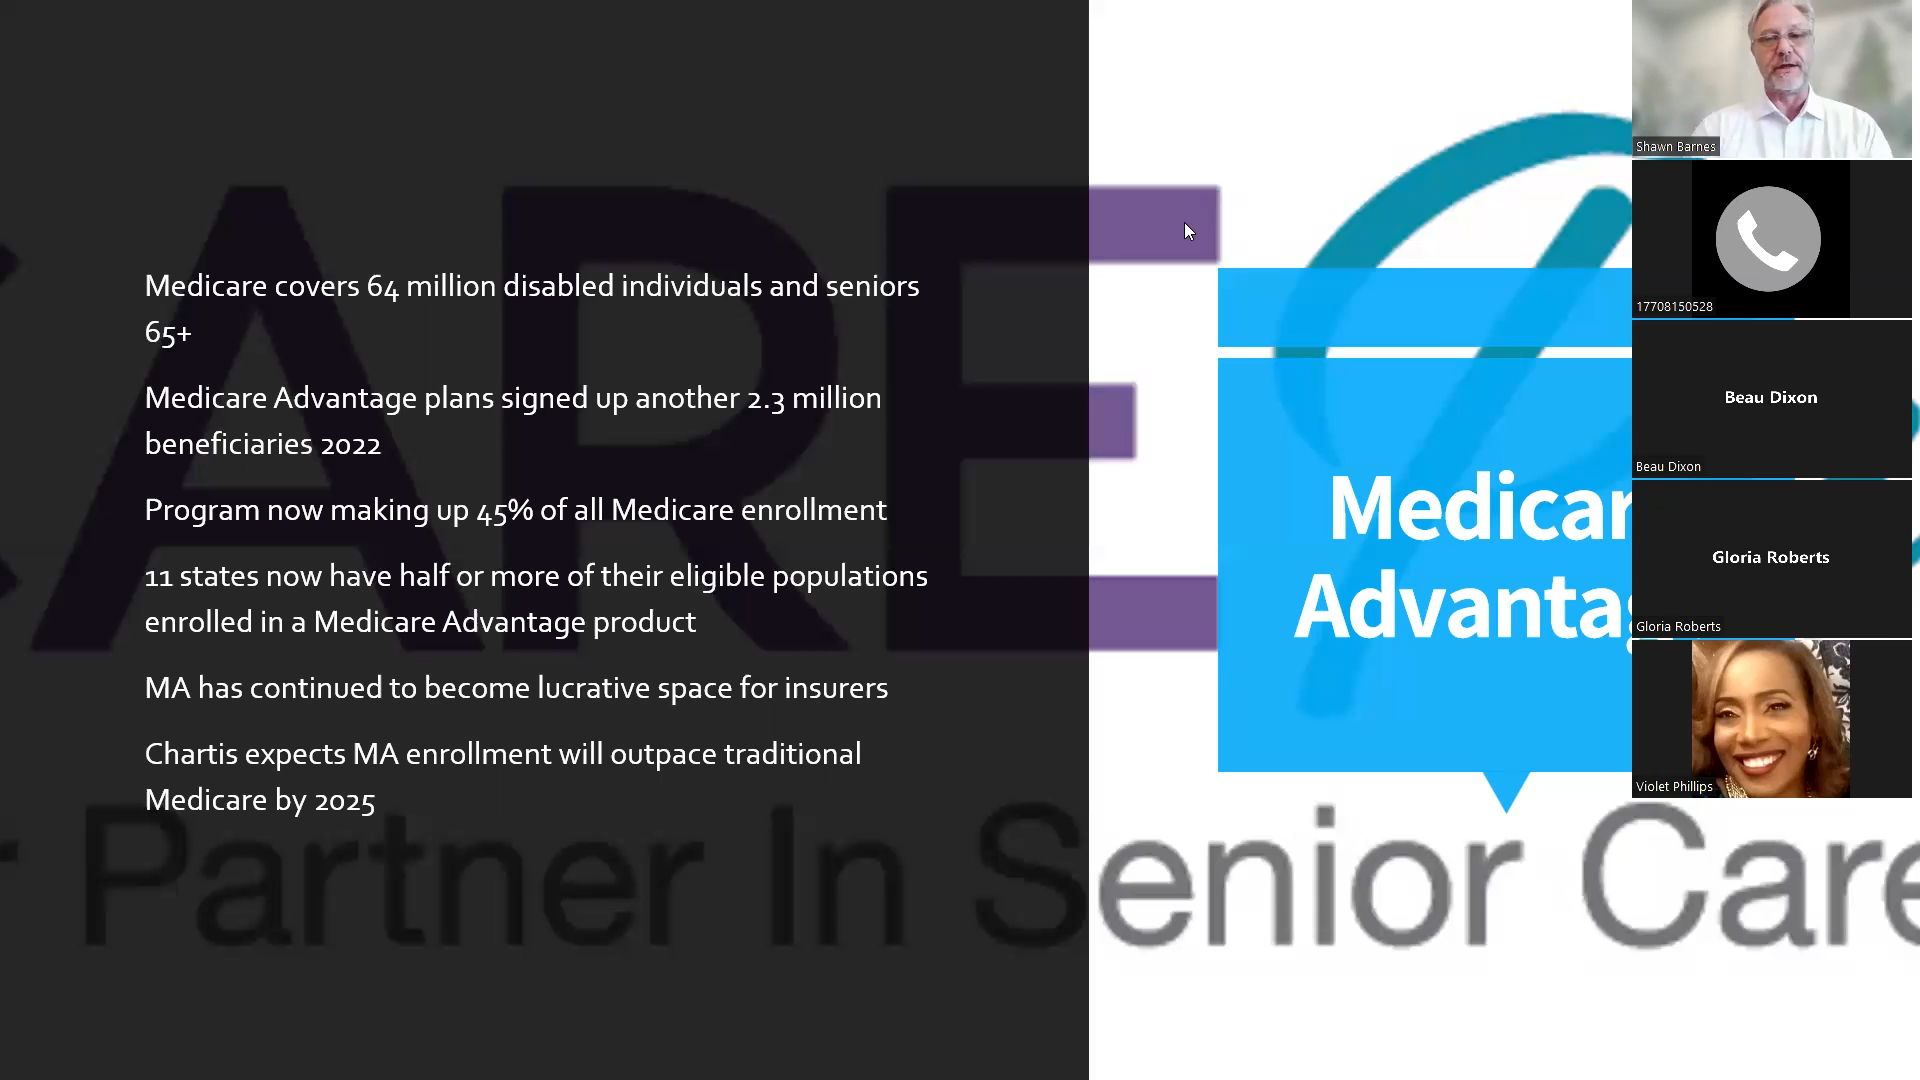 Medicare covers 64 million disabled individuals and seniors
65+
Medicare Advantage plans signed up another 2.3 million
beneficiaries 2022
Program now making up 45% of all Medicare enrollment
11 states now have half or more of their eligible populations
enrolled in a Medicare Advantage product
MA has continued to become lucrative space for insurers
Chartis expects MA enrollment will outpace traditional
Medicare by 2025
Medicar
Advantag
ARE
Partner In Senior Care
Shawn Barnes
17708150528
Beau Dixon
Beau Dixon
Gloria Roberts
Gloria Roberts
Violet Phillips